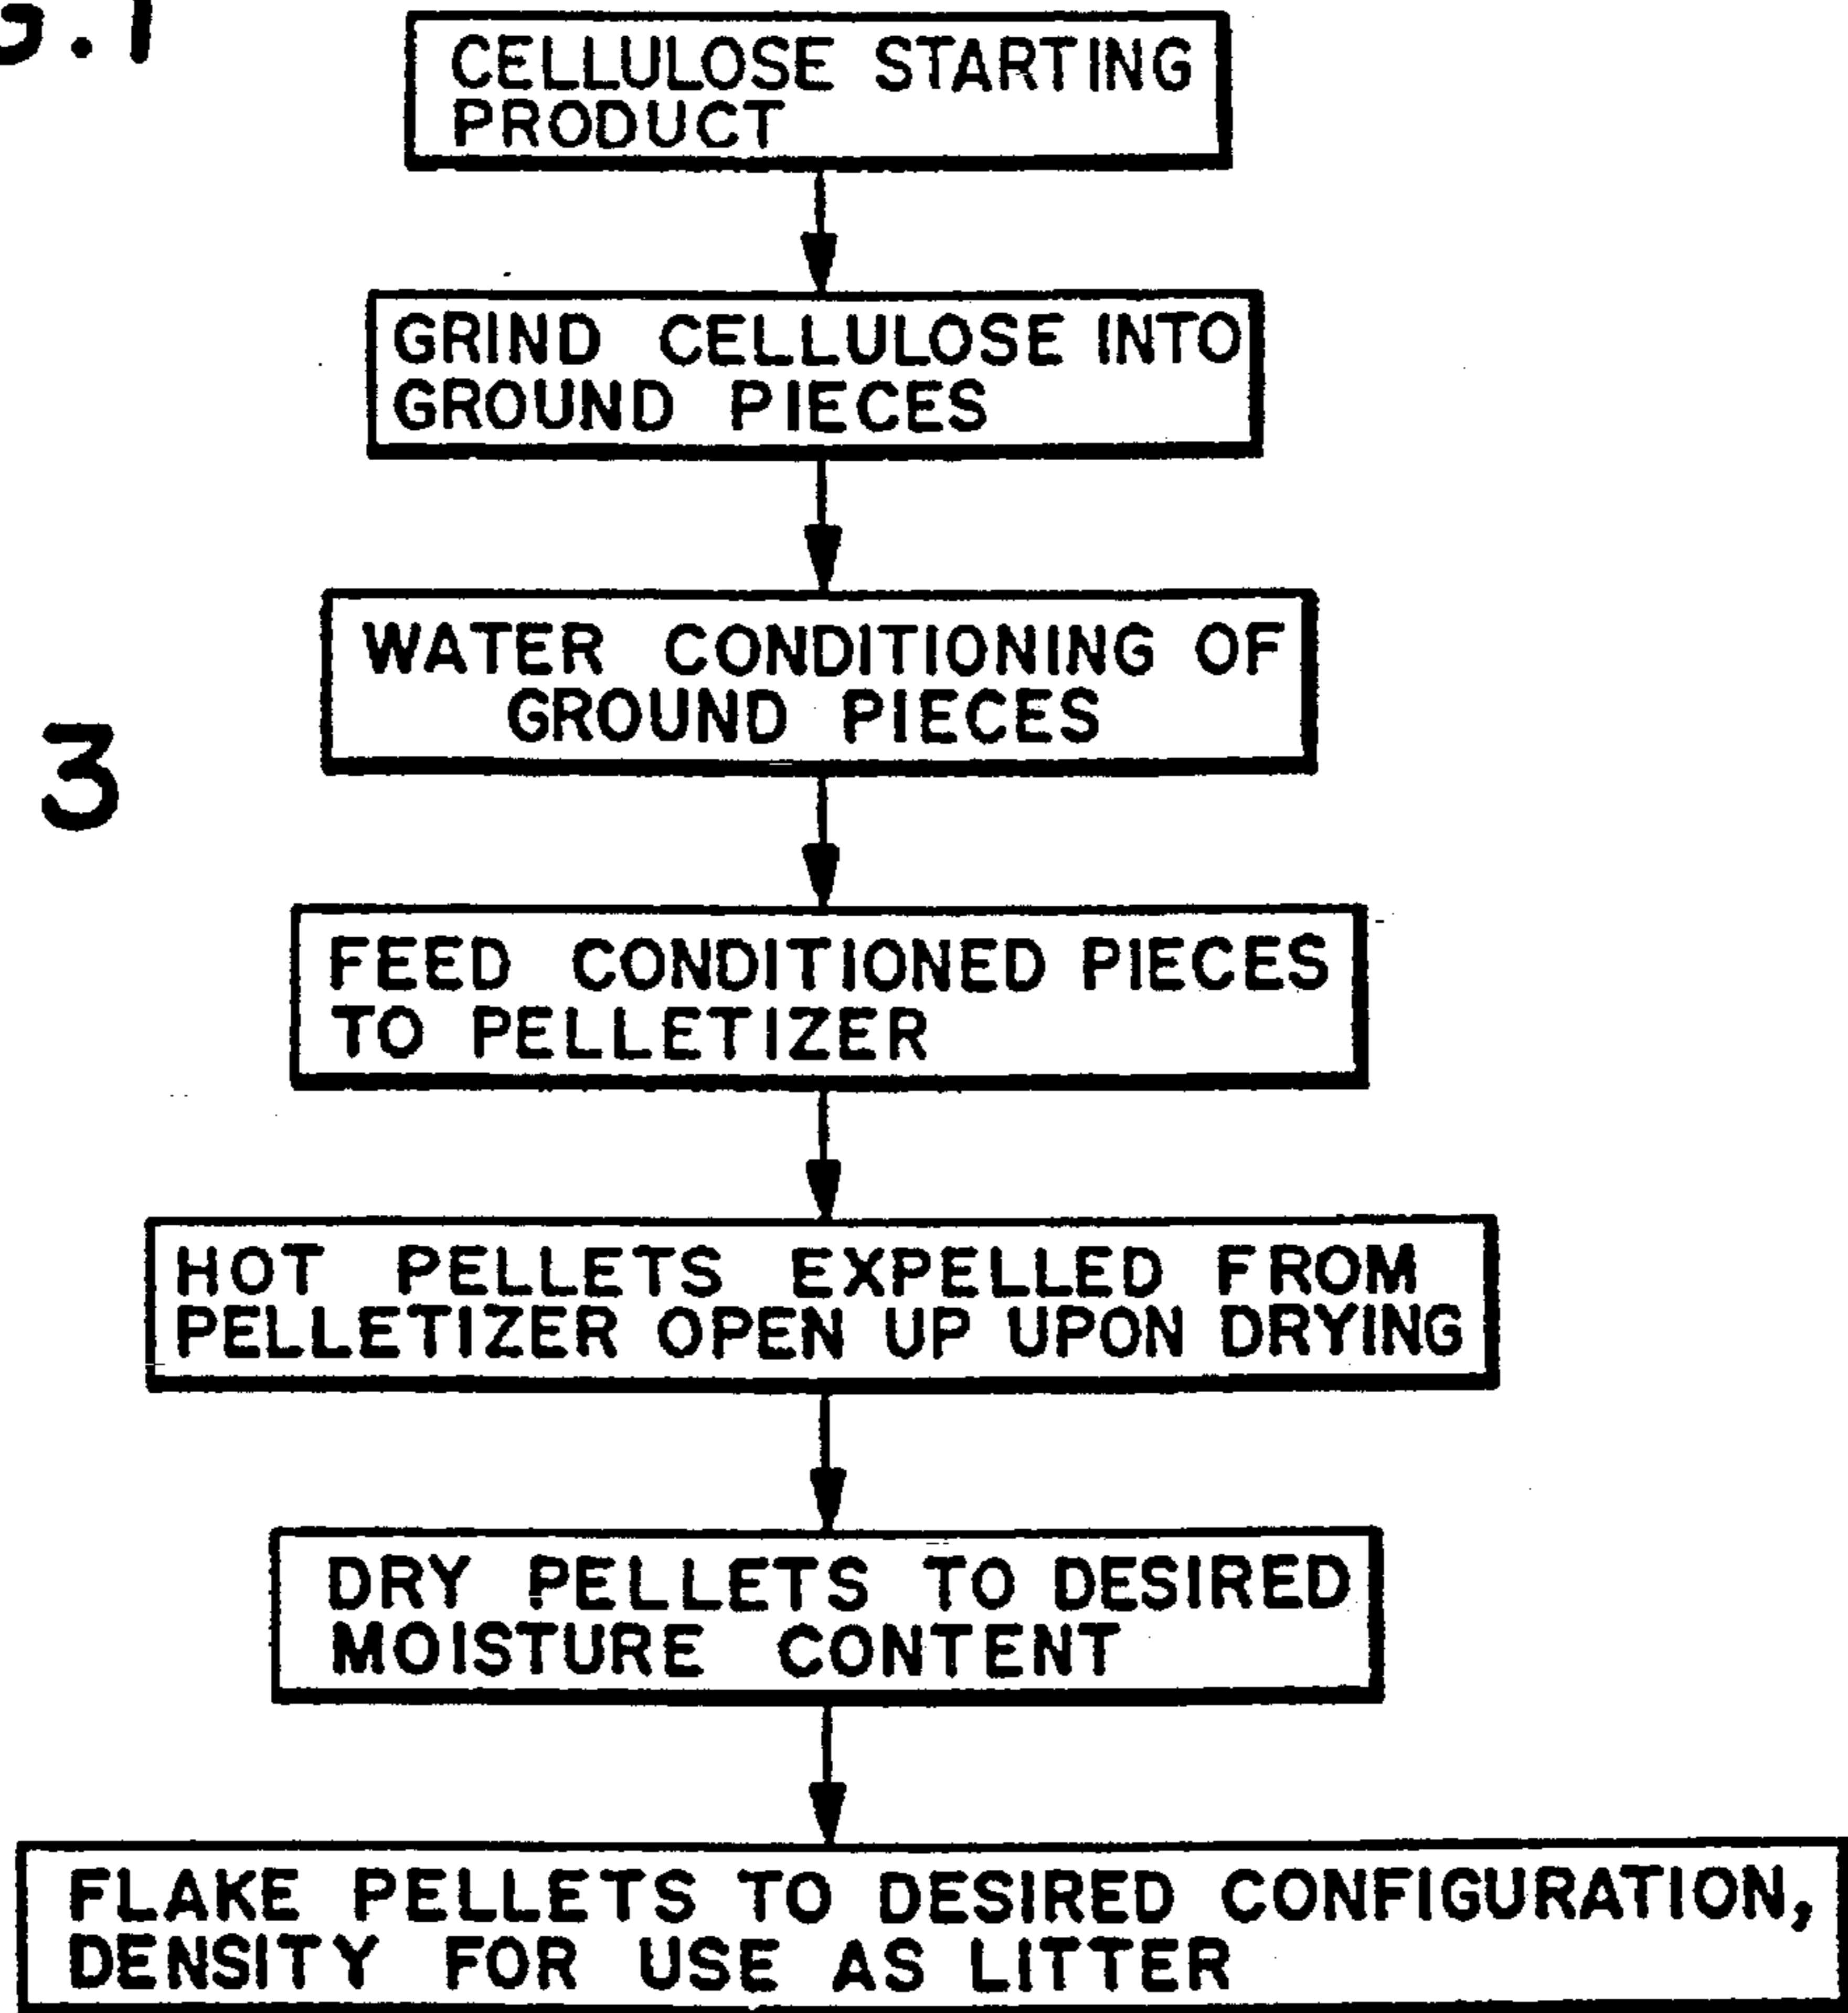 G.1
CELLULOSE STARTING
PRODUCT
GRIND CELLULOSE INTO
GROUND PIECES
WATER CONDITIONING OF
GROUND PIECES
3
FEED CONDITIONED PIECES
TO PELLETIZER
HOT PELLETS EXPELLED FROM
PELLETIZER OPEN UP UPON DRYING
DRY PELLETS TO DESIRED
MOISTURE CONTENT
FLAKE PELLETS TO DESIRED CONFIGURATION,
DENSITY FOR USE AS LITTER